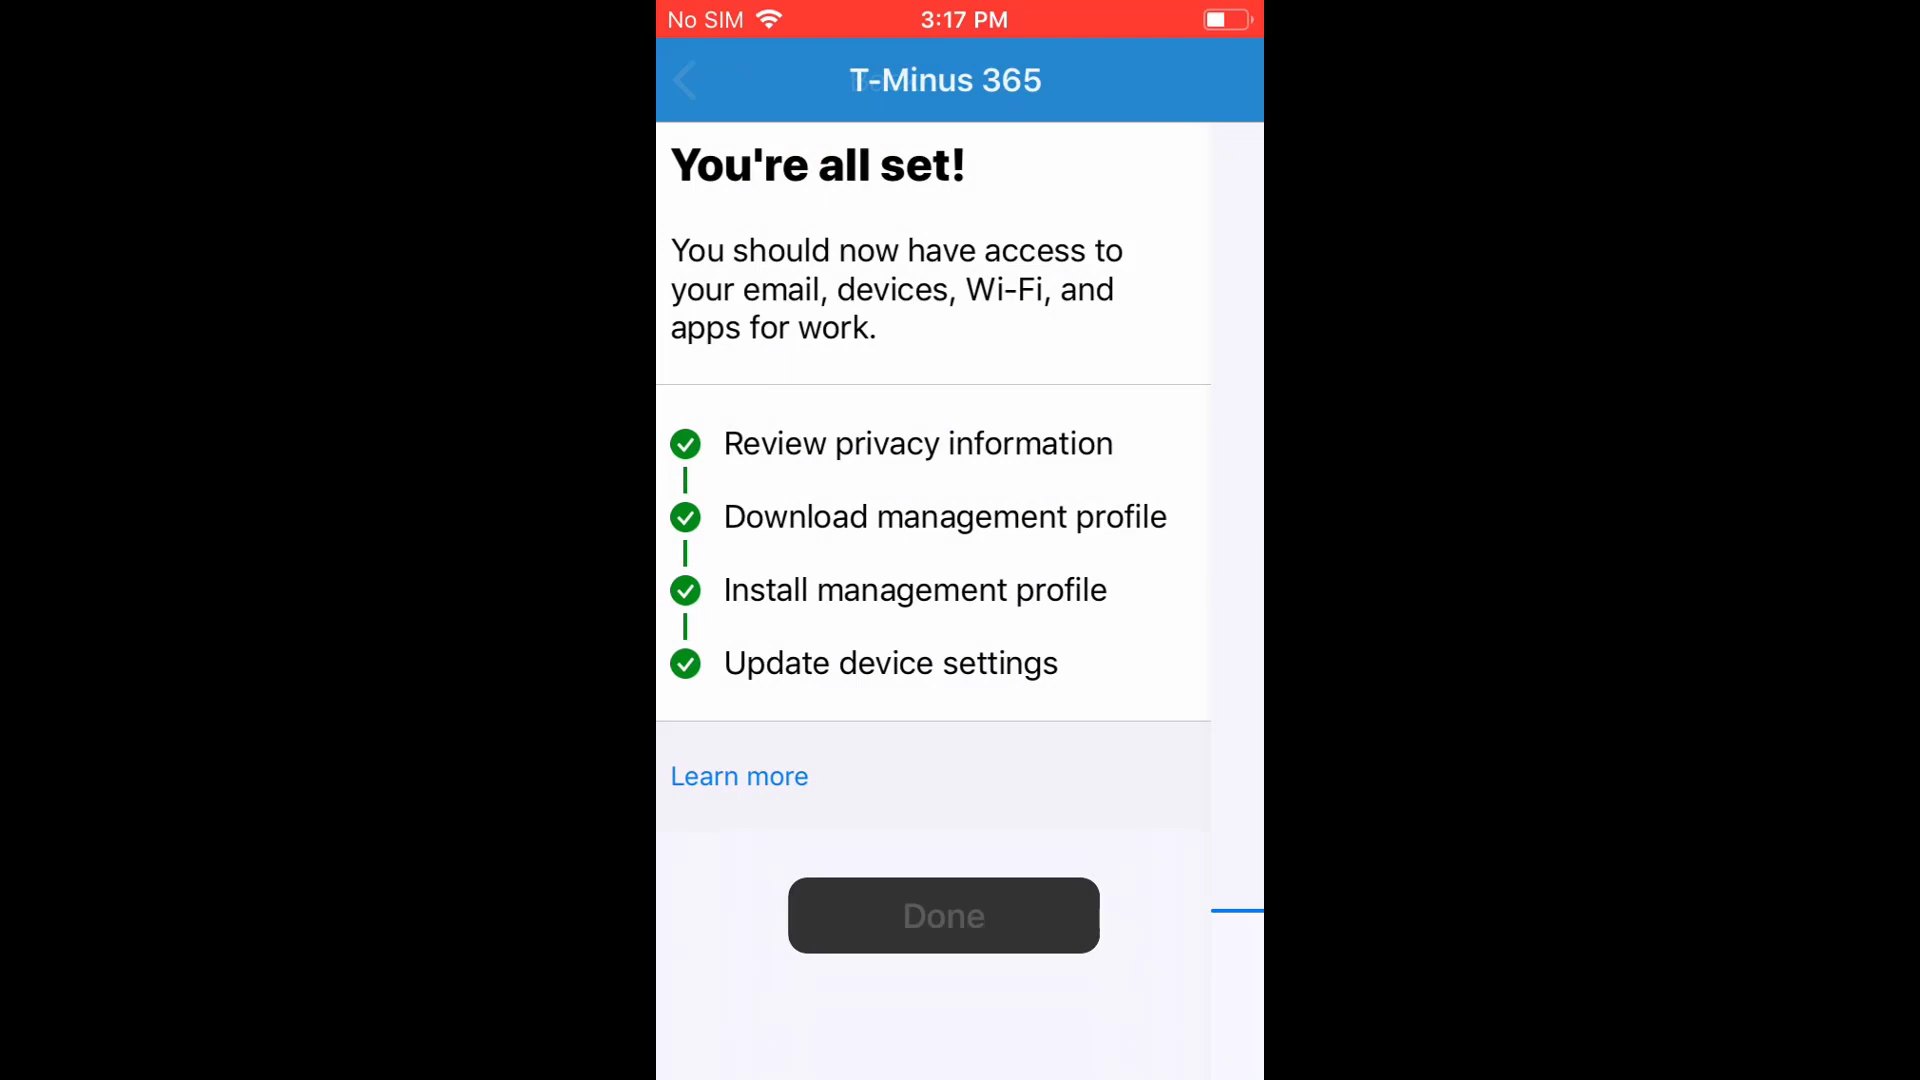 No SIM 3:17 PM
T-Minus 365
You're all set!
You should now have access to
your email, devices, Wi-Fi, and
apps for work.
Review privacy information
Download management profile
Install management profile
Update device settings
Learn more
Done